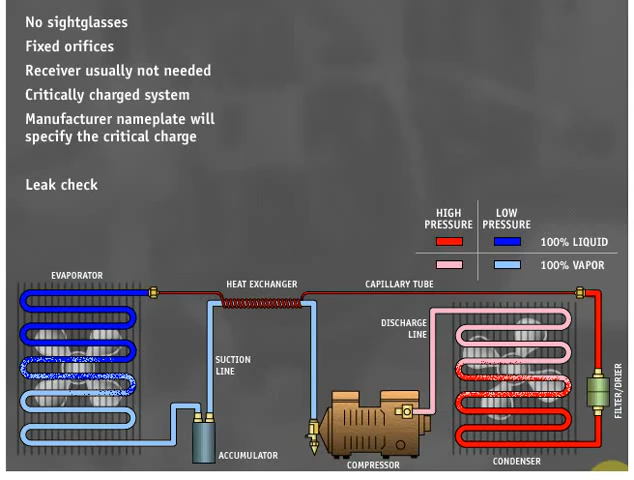 No sightglasses
Fixed orifices
Receiver usually not needed
Critically charged system
Manufacturer nameplate will
specify the critical charge
Leak check
HIGH
PRESSURE
LOW
PRESSURE
100% LIQUID
100% VAPOR
EVAPORATOR
HEAT EXCHANGER
CAPILLARY TUBE
DISCHARGE
LINE
SUCTION
LINE
FILTER/DRIER
ACCUMULATOR
COMPRESSOR
CONDENSER